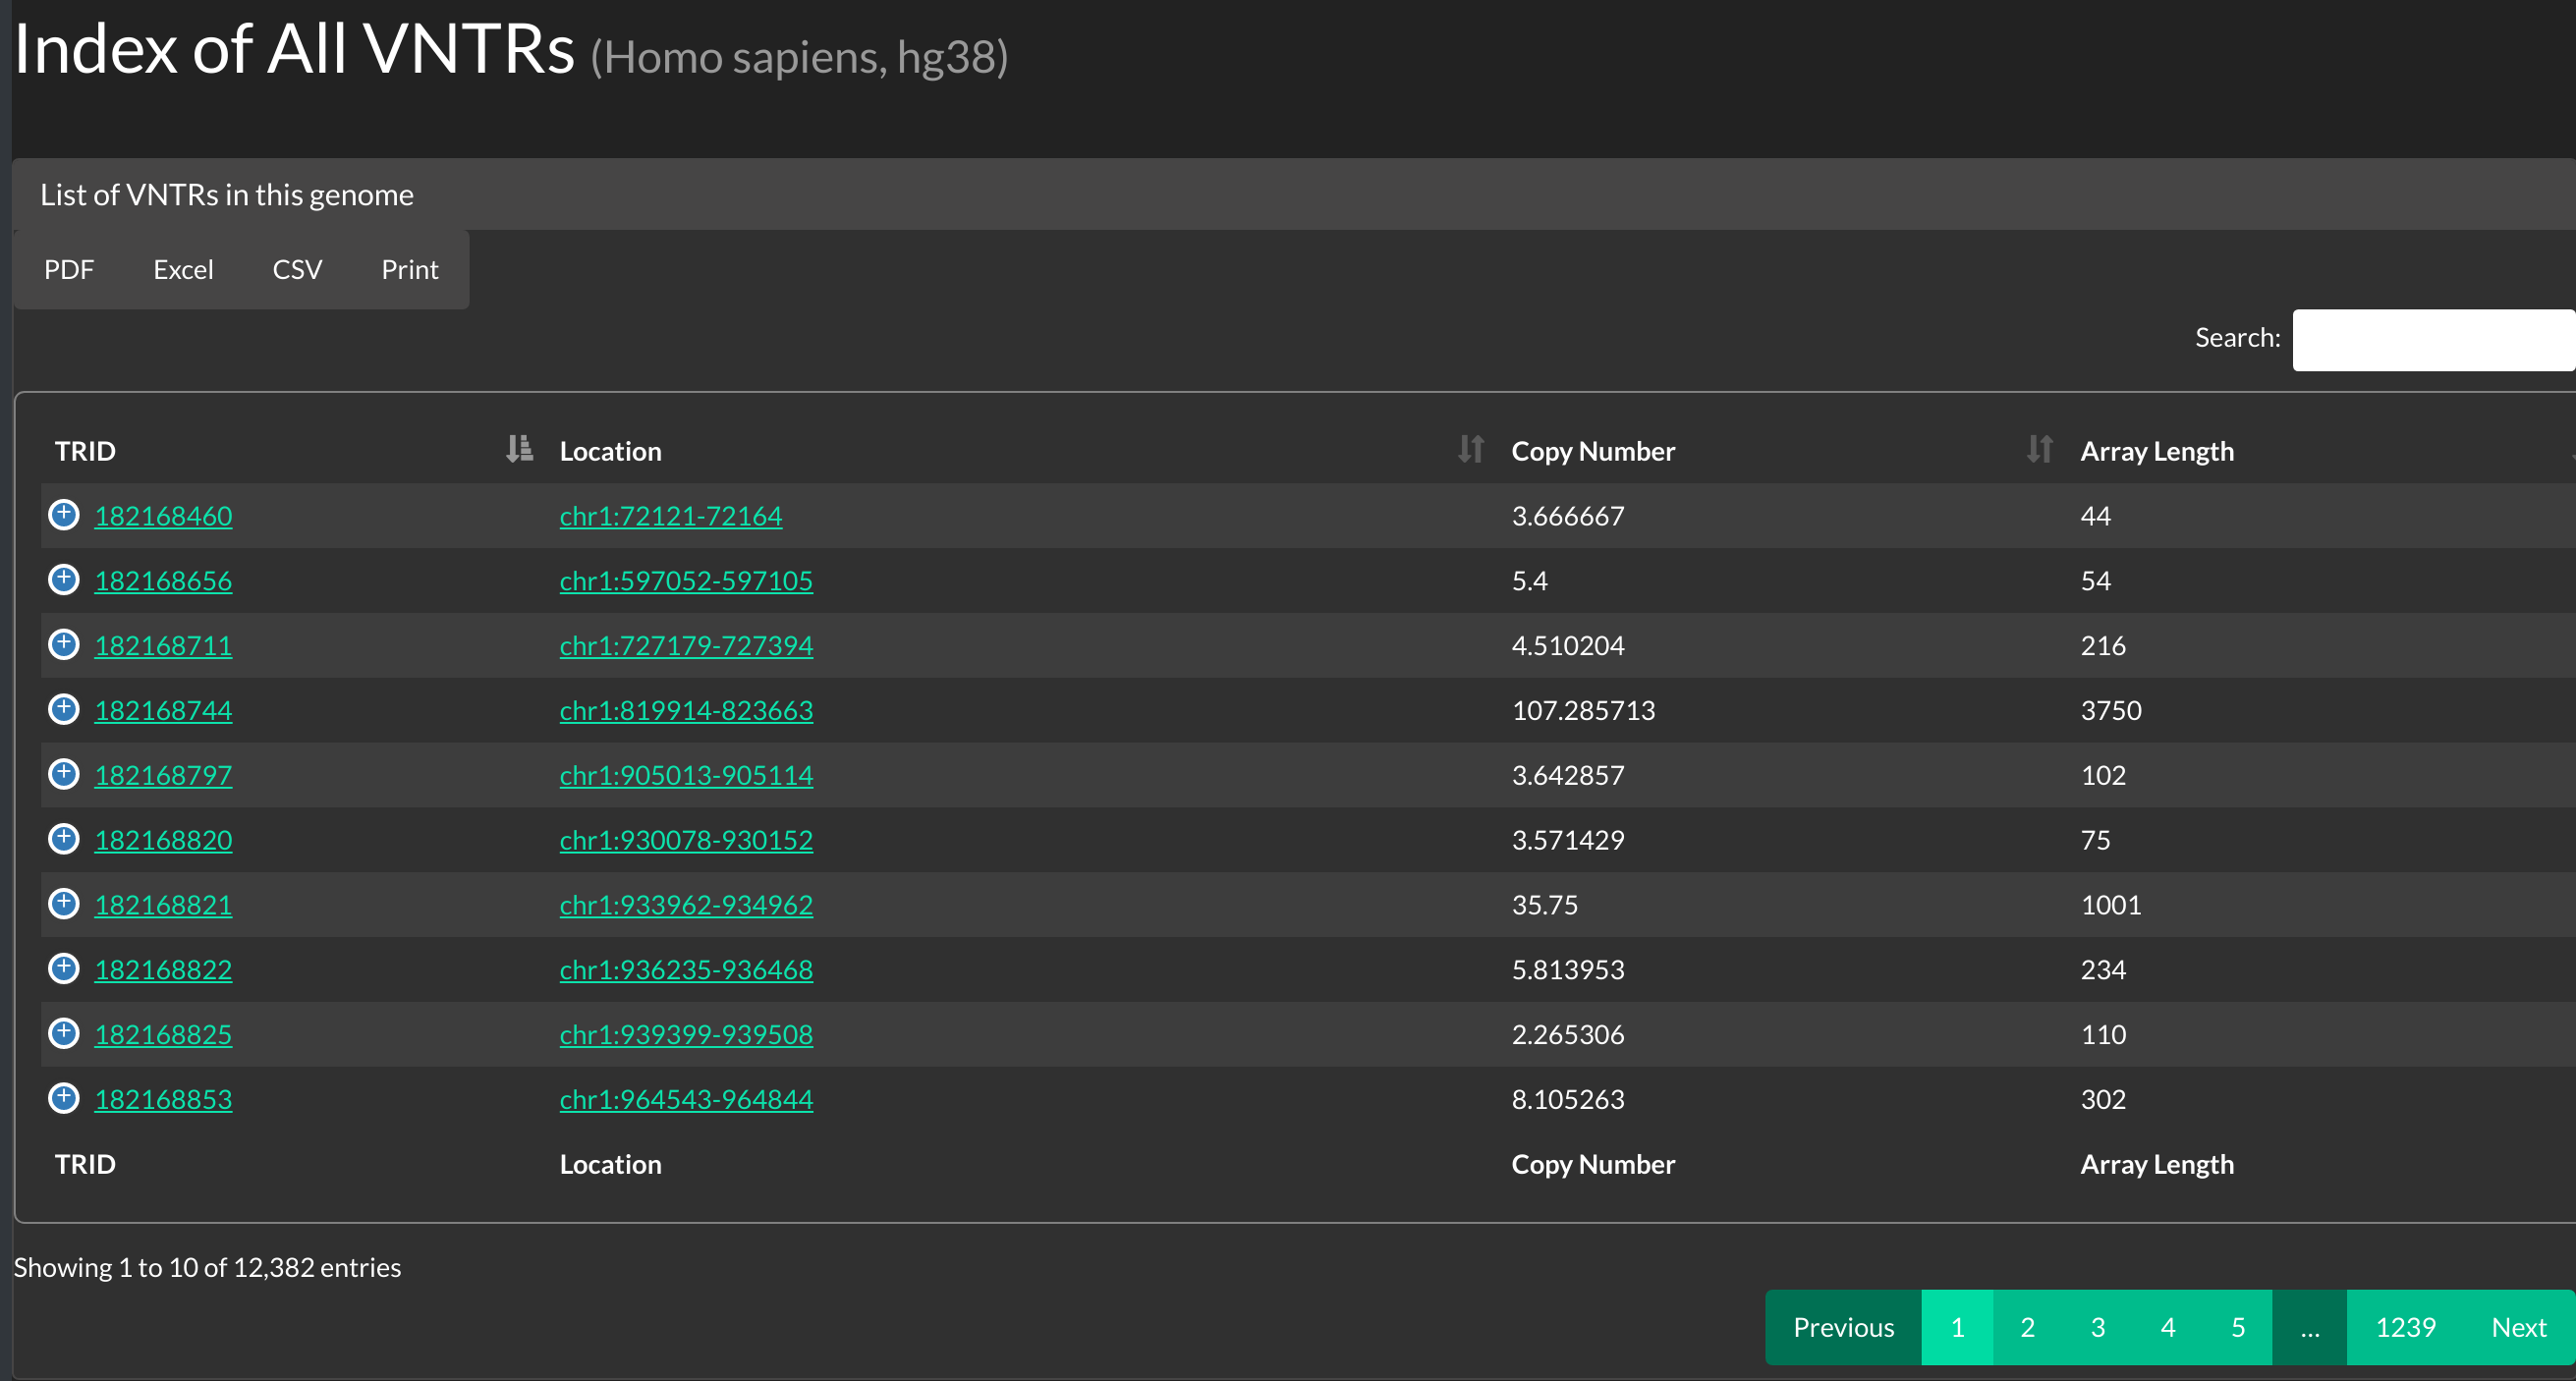 Index of All VNTRs (Homo sapiens, hg38)
List of VNTRs in this genome
PDF Excel CSV Print
Search:
TRID Location Copy Number Array Length
182168460 chr1:72121-72164 3.666667 44
182168656 chr1:597052-597105 5.4 54
182168711 chr1:727179-727394 4.510204 216
182168744 chr1:819914-823663 107.285713 3750
182168797 chr1:905013-905114 3.642857 102
182168820 chr1:930078-930152 3.571429 75
182168821 chr1:933962-934962 35.75 1001
182168822 chr1:936235-936468 5.813953 234
182168825 chr1:939399-939508 2.265306 110
182168853 chr1:964543-964844 8.105263 302
TRID Location Copy Number Array Length
Showing 1 to 10 of 12,382 entries
Previous 1 2 3 4 5 ... 1239 Next